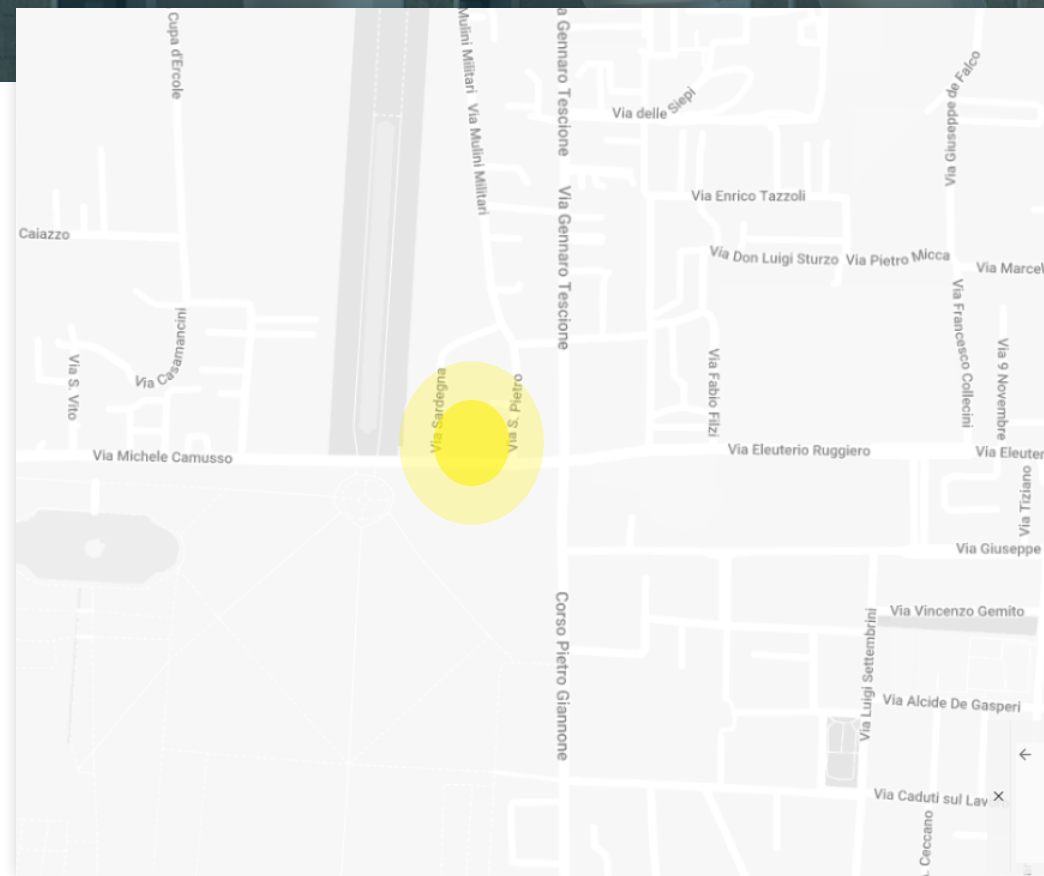 Cupa d'Ercole
Mulini Militari
Via Mulini Militari
a Gennaro Tescione
Via Gennaro Tescione
Via delle Siepi
Via Giuseppe de Falco
Via Enrico Tazzoli
Caiazzo
Via Don Luigi Sturzo
Via Pietro Micca
Via Marcel
Via Casamancini
Via S. Vito
Via Sardegna
Via S. Pietro
Via Fabio Filzi
Via Francesco Collecini
Via 9 Novembre
Via Michele Camusso
Via Eleuterio Ruggiero
Via Eleuter
Via Tiziano
Via Giuseppe
Corso Pietro Giannone
Via Vincenzo Gemito
Via Luigi Settembrini
Via Alcide De Gasperi
Via Caduti sul Lav
. Ceccano